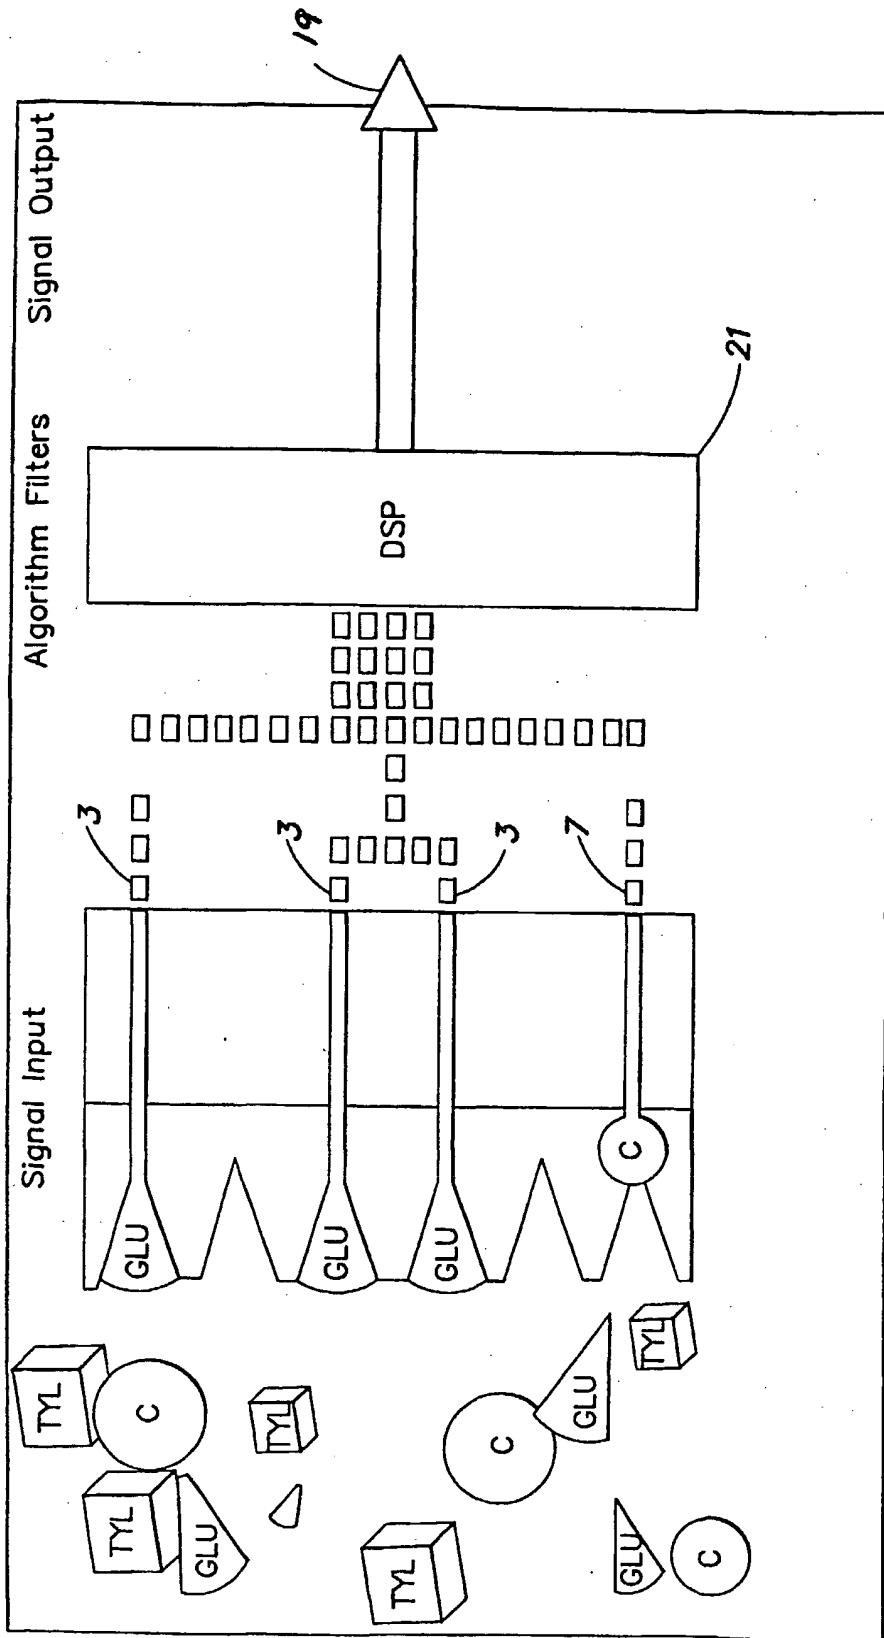 Signal Input
Algorithm Filters
Signal Output
TYL
TYL
C
GLU
TYL
TYL
C
GLU
TYL
GLU
C
GLU
GLU
GLU
C
3
3
3
7
DSP
21
19